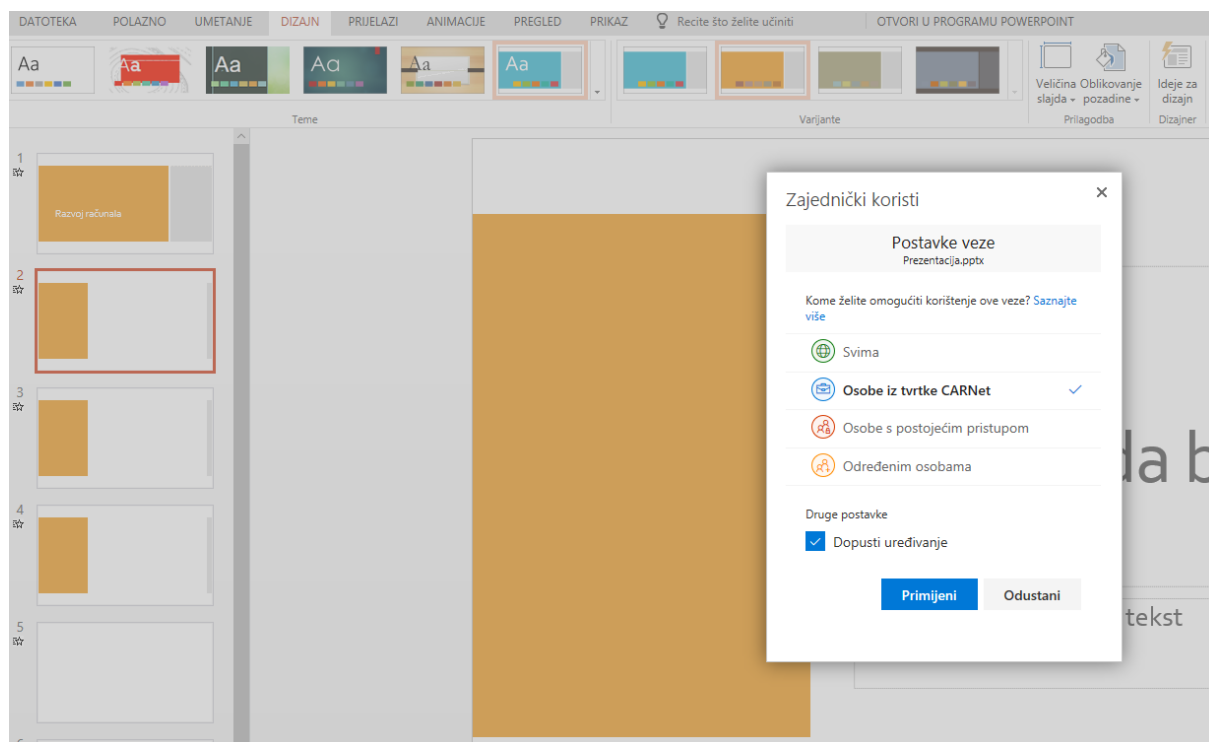 DATOTEKA POLAZNO UMETANJE DIZAJN PRIJELAZI ANIMACIJE PREGLED PRIKAZ Recite što želite učiniti OTVORI U PROGRAMU POWERPOINT
Aa Aa Aa Aa Aa Aa
Veličina slajda
Oblikovanje pozadine
Ideje za dizajn
Teme Varijante Prilagodba Dizajner
1
Razvoj računala
2
3
4
5
Zajednički koristi
Postavke veze
Prezentacija.pptx
Kome želite omogućiti korištenje ove veze? Saznajte
više
Svima
Osobe iz tvrtke CARNet
Osobe s postojećim pristupom
Određenim osobama
Druge postavke
Dopusti uređivanje
Primijeni Odustani
da b
tekst